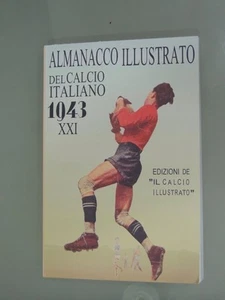 ALMANACCO ILLUSTRATO
DEL CALCIO
ITALIANO
1943
XXI
EDIZIONI DE
"IL CALCIO
ILLUSTRATO"